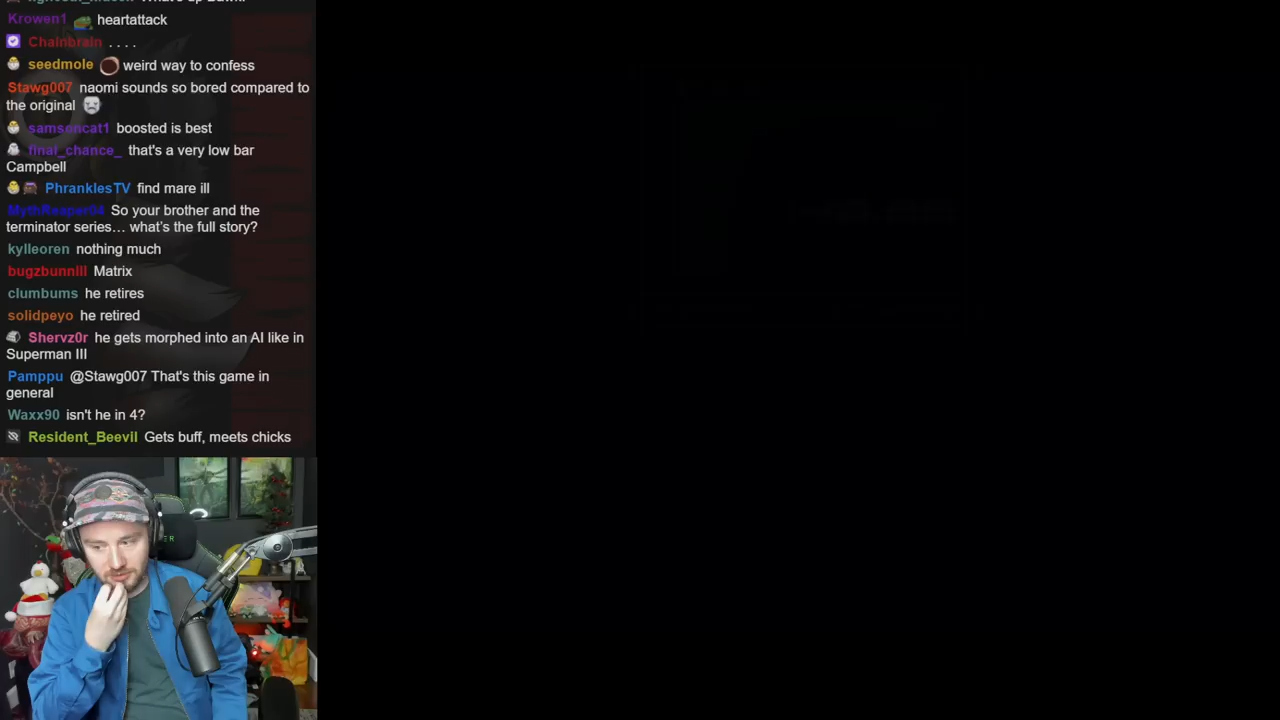 Krowen1 heartattack
Chainbrain . . . .
seedmole weird way to confess
Stawg007 naomi sounds so bored compared to
the original
samsoncat1 boosted is best
final_chance_ that's a very low bar
Campbell
PhranklesTV find mare ill
MythReaper04 So your brother and the
terminator series… what's the full story?
kylleoren nothing much
bugzbunniii Matrix
clumbums he retires
solidpeyo he retired
Shervz0r he gets morphed into an AI like in
Superman III
Pamppu @Stawg007 That's this game in
general
Waxx90 isn't he in 4?
Resident_Beevil Gets buff, meets chicks